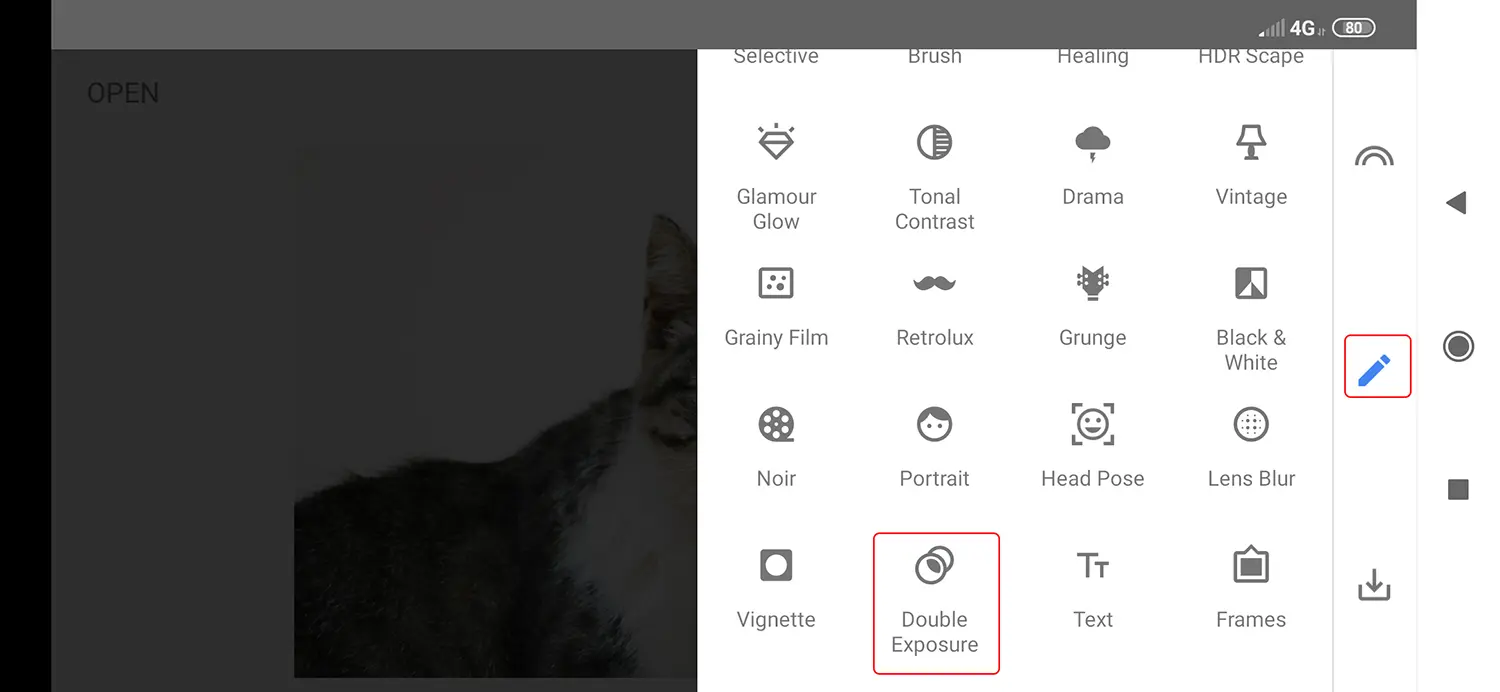 4G 80
OPEN
Selective Brush Healing HDR Scape
Glamour Glow
Tonal Contrast
Drama
Vintage
Grainy Film
Retrolux
Grunge
Black & White
Noir
Portrait
Head Pose
Lens Blur
Vignette
Double Exposure
Tт
Text
Frames